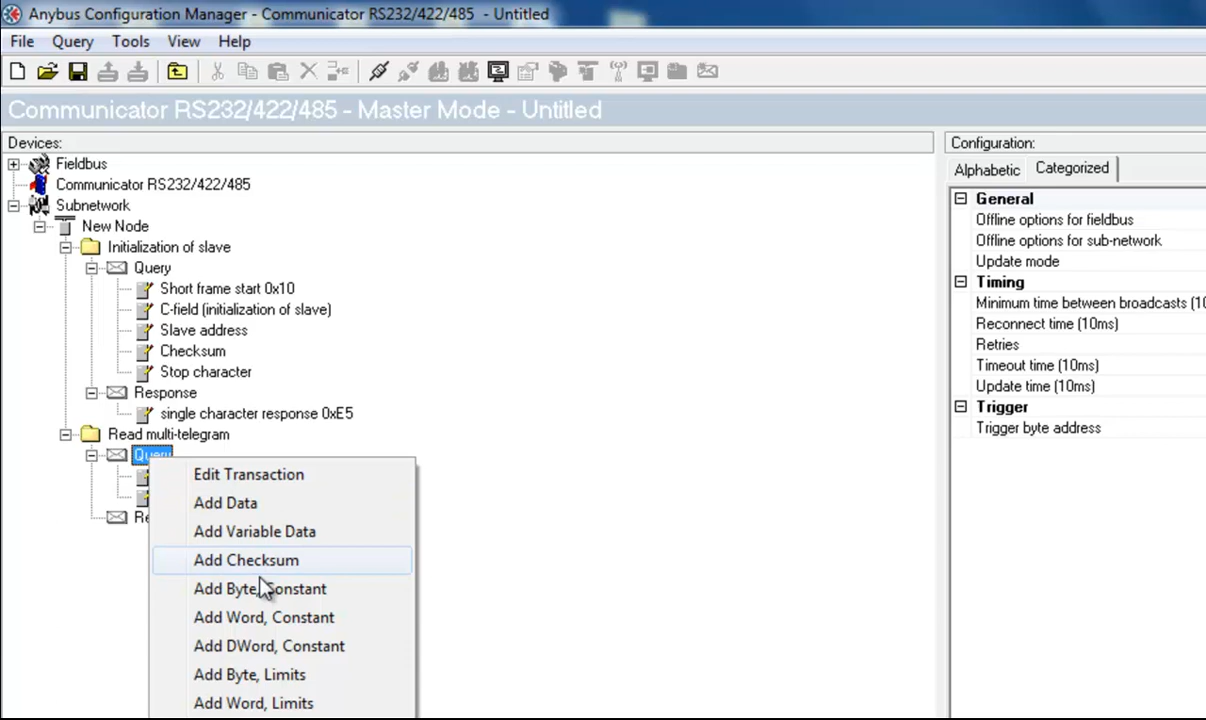 Anybus Configuration Manager - Communicator RS232/422/485 - Untitled
File Query Tools View Help
Communicator RS232/422/485 - Master Mode - Untitled
Devices:
Fieldbus
Communicator RS232/422/485
Subnetwork
New Node
Initialization of slave
Query
Short frame start 0x10
C-field (initialization of slave)
Slave address
Checksum
Stop character
Response
single character response 0xE5
Read multi-telegram
Query
Re
Edit Transaction
Add Data
Add Variable Data
Add Checksum
Add Byte, Constant
Add Word, Constant
Add DWord, Constant
Add Byte, Limits
Add Word, Limits
Configuration:
Alphabetic Categorized
General
Offline options for fieldbus
Offline options for sub-network
Update mode
Timing
Minimum time between broadcasts (10
Reconnect time (10ms)
Retries
Timeout time (10ms)
Update time (10ms)
Trigger
Trigger byte address